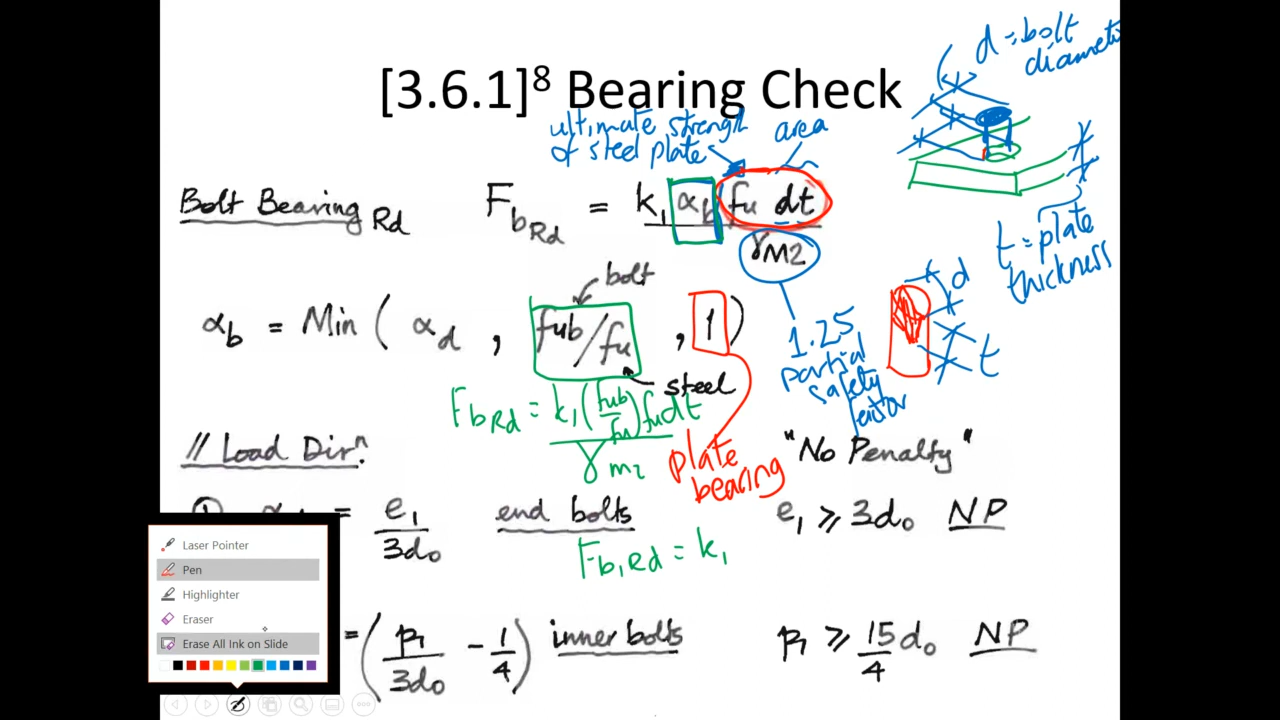 [3.6.1]⁸ Bearing Check
d = bolt
diamet
ultimate strength
of steel plate
area
Bolt Bearing Rd
F_bRd = k₁ α_b fu dt / γM2
t = plate
thickness
bolt
d
α_b = Min ( α_d , fub/fu , 1 )
t
1.25
partial
safety
factor
steel
F_bRd = k₁ (fub/fu) fu dt / γm2
// Load Dirⁿ.
"No Penalty"
plate
bearing
= e₁/3d₀ end bolts e₁ ⩾ 3d₀ NP
F_b,Rd = k₁
= (p₁/3d₀ - 1/4) inner bolts p₁ ⩾ 15/4 d₀ NP
Laser Pointer
Pen
Highlighter
Eraser
Erase All Ink on Slide